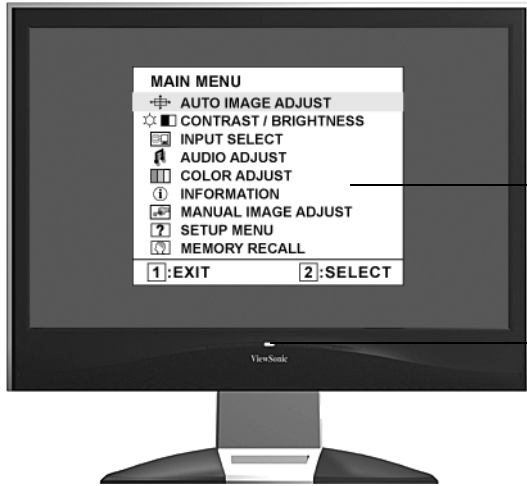 MAIN MENU
AUTO IMAGE ADJUST
CONTRAST / BRIGHTNESS
INPUT SELECT
AUDIO ADJUST
COLOR ADJUST
INFORMATION
MANUAL IMAGE ADJUST
SETUP MENU
MEMORY RECALL
1:EXIT 2:SELECT
ViewSonic